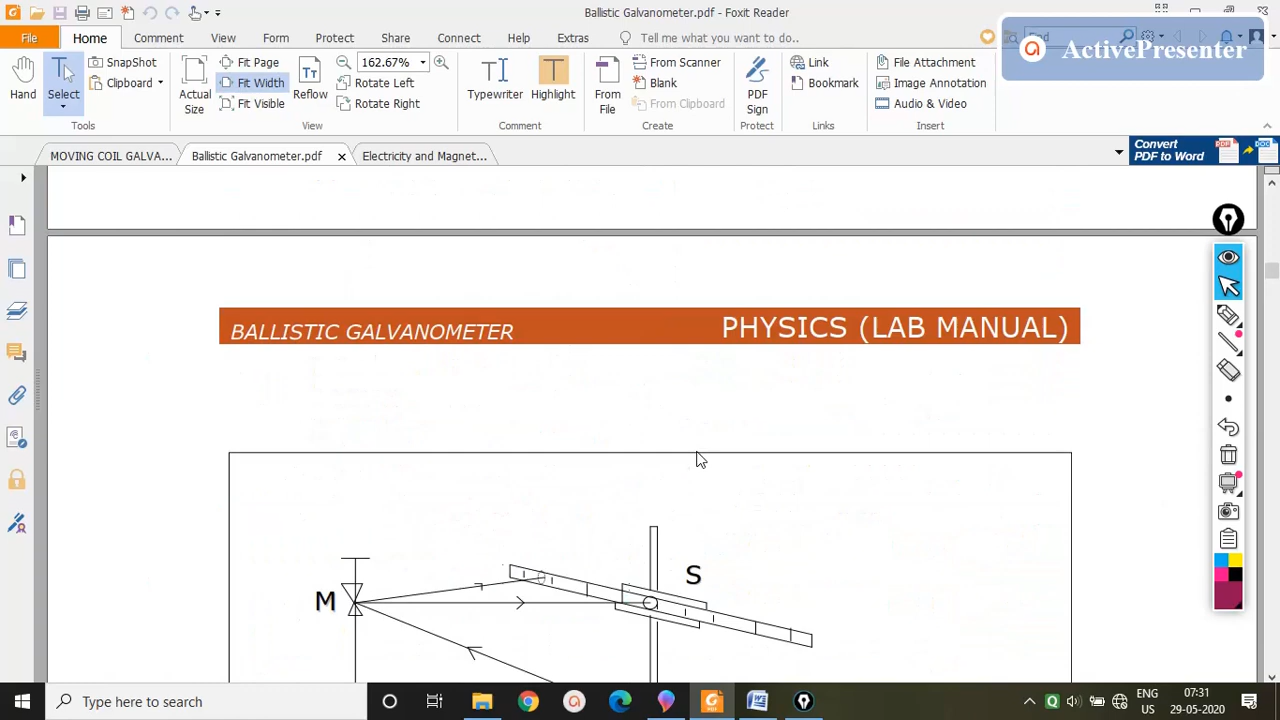 Ballistic Galvanometer.pdf - Foxit Reader
File Home Comment View Form Protect Share Connect Help Extras Tell me what you want to do... Find
ActivePresenter
Hand
Select
SnapShot
Clipboard
Tools
Actual Size
Fit Page
Fit Width
Fit Visible
Reflow
162.67%
Rotate Left
Rotate Right
View
Typewriter
Highlight
Comment
From File
From Scanner
Blank
From Clipboard
Create
PDF Sign
Protect
Link
Bookmark
Links
File Attachment
Image Annotation
Audio & Video
Insert
MOVING COIL GALVA... Ballistic Galvanometer.pdf Electricity and Magnet...
Convert
PDF to Word
BALLISTIC GALVANOMETER PHYSICS (LAB MANUAL)
S
M
Type here to search
ENG
US
07:31
29-05-2020